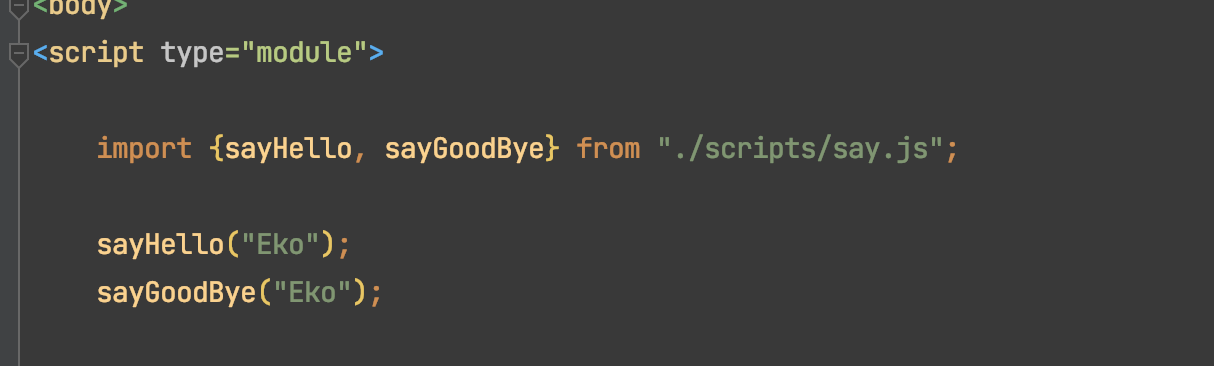 <body>
<script type="module">
import {sayHello, sayGoodBye} from "./scripts/say.js";
sayHello("Eko");
sayGoodBye("Eko");